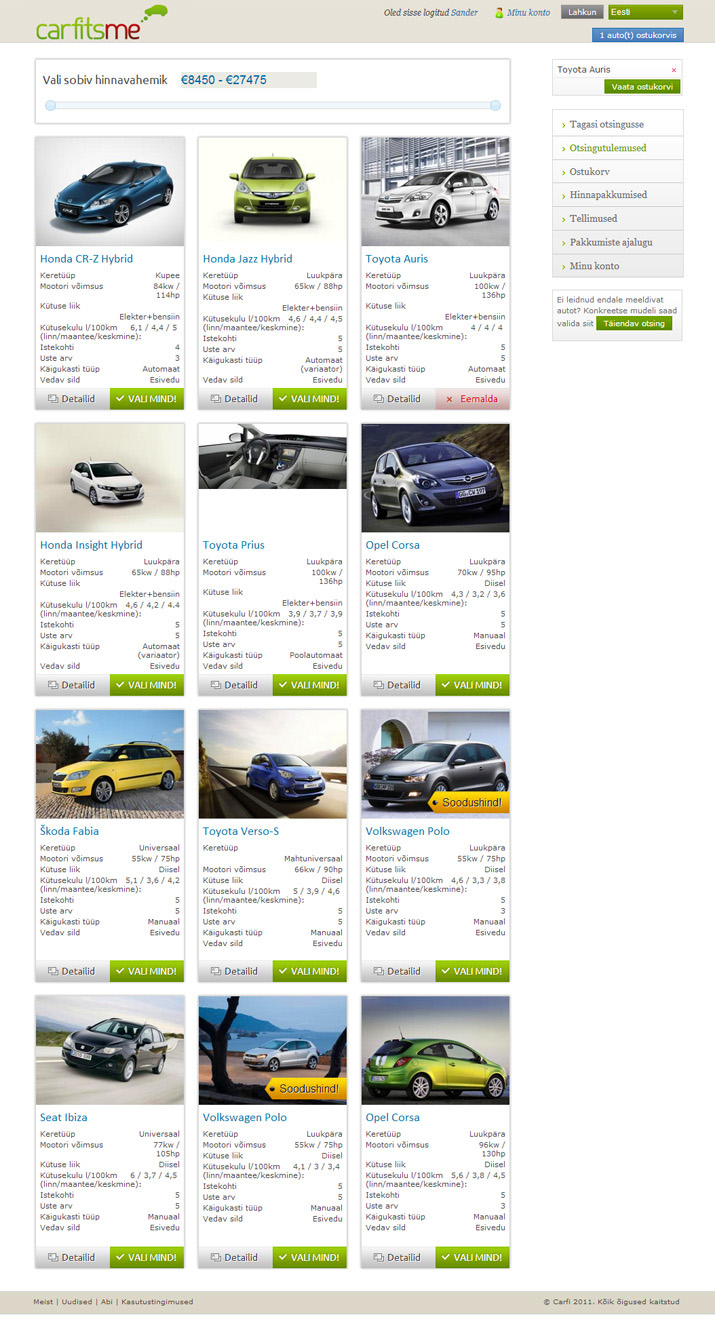 carfitsme
Oled sisse logitud Sander
Minu konto
Lahkun
Eesti
1 auto(t) ostukorvis
Vali sobiv hinnavahemik €8450 - €27475
Toyota Auris ×
Vaata ostukorvi
› Tagasi otsingusse
› Otsingutulemused
› Ostukorv
› Hinnapakkumised
› Tellimused
› Pakkumiste ajalugu
› Minu konto
Ei leidnud endale meeldivat
autot? Konkreetse mudeli saad
valida siit Täiendav otsing
Honda CR-Z Hybrid
Keretüüp Kupee
Mootori võimsus 84kw /
114hp
Kütuse liik
Elekter+bensiin
Kütusekulu l/100km 6,1 / 4,4 / 5
(linn/maantee/keskmine):
Istekohti 4
Uste arv 3
Käigukasti tüüp Automaat
Vedav sild Esivedu
Detailid VALI MIND!
Honda Jazz Hybrid
Keretüüp Luukpära
Mootori võimsus 65kw / 88hp
Kütuse liik
Elekter+bensiin
Kütusekulu l/100km 4,6 / 4,4 / 4,5
(linn/maantee/keskmine):
Istekohti 5
Uste arv 5
Käigukasti tüüp Automaat
(variaator)
Vedav sild Esivedu
Detailid VALI MIND!
Toyota Auris
Keretüüp Luukpära
Mootori võimsus 100kw /
136hp
Kütuse liik
Elekter+bensiin
Kütusekulu l/100km 4 / 4 / 4
(linn/maantee/keskmine):
Istekohti 5
Uste arv 5
Käigukasti tüüp Automaat
Vedav sild Esivedu
Detailid × Eemalda
Honda Insight Hybrid
Keretüüp Luukpära
Mootori võimsus 65kw / 88hp
Kütuse liik
Elekter+bensiin
Kütusekulu l/100km 4,6 / 4,2 / 4.4
(linn/maantee/keskmine):
Istekohti 5
Uste arv 5
Käigukasti tüüp Automaat
(variaator)
Vedav sild Esivedu
Detailid VALI MIND!
Toyota Prius
Keretüüp Luukpära
Mootori võimsus 100kw /
136hp
Kütuse liik
Elekter+bensiin
Kütusekulu l/100km 3,9 / 3,7 / 3,9
(linn/maantee/keskmine):
Istekohti 5
Uste arv 5
Käigukasti tüüp Poolautomaat
Vedav sild Esivedu
Detailid VALI MIND!
Opel Corsa
Keretüüp Luukpära
Mootori võimsus 70kw / 95hp
Kütuse liik Diisel
Kütusekulu l/100km 4,3 / 3,2 / 3,6
(linn/maantee/keskmine):
Istekohti 5
Uste arv 5
Käigukasti tüüp Manuaal
Vedav sild Esivedu
Detailid VALI MIND!
Škoda Fabia
Keretüüp Universaal
Mootori võimsus 55kw / 75hp
Kütuse liik Diisel
Kütusekulu l/100km 5,1 / 3,6 / 4,2
(linn/maantee/keskmine):
Istekohti 5
Uste arv 5
Käigukasti tüüp Manuaal
Vedav sild Esivedu
Detailid VALI MIND!
Toyota Verso-S
Keretüüp
Mahtuniversaal
Mootori võimsus 66kw / 90hp
Kütuse liik Diisel
Kütusekulu l/100km 5 / 3,9 / 4,6
(linn/maantee/keskmine):
Istekohti 5
Uste arv 5
Käigukasti tüüp Manuaal
Vedav sild Esivedu
Detailid VALI MIND!
Soodushind!
Volkswagen Polo
Keretüüp Luukpära
Mootori võimsus 55kw / 75hp
Kütuse liik Diisel
Kütusekulu l/100km 4,6 / 3,3 / 3,8
(linn/maantee/keskmine):
Istekohti 5
Uste arv 3
Käigukasti tüüp Manuaal
Vedav sild Esivedu
Detailid VALI MIND!
Seat Ibiza
Keretüüp Universaal
Mootori võimsus 77kw /
105hp
Kütuse liik Diisel
Kütusekulu l/100km 6 / 3,7 / 4,5
(linn/maantee/keskmine):
Istekohti 5
Uste arv 5
Käigukasti tüüp Manuaal
Vedav sild Esivedu
Detailid VALI MIND!
Soodushind!
Volkswagen Polo
Keretüüp Luukpära
Mootori võimsus 55kw / 75hp
Kütuse liik Diisel
Kütusekulu l/100km 4,1 / 3 / 3,4
(linn/maantee/keskmine):
Istekohti 5
Uste arv 5
Käigukasti tüüp Manuaal
Vedav sild Esivedu
Detailid VALI MIND!
Opel Corsa
Keretüüp Luukpära
Mootori võimsus 96kw /
130hp
Kütuse liik Diisel
Kütusekulu l/100km 5,6 / 3,8 / 4,5
(linn/maantee/keskmine):
Istekohti 5
Uste arv 3
Käigukasti tüüp Manuaal
Vedav sild Esivedu
Detailid VALI MIND!
Meist | Uudised | Abi | Kasutustingimused
© Carfi 2011. Kõik õigused kaitstud